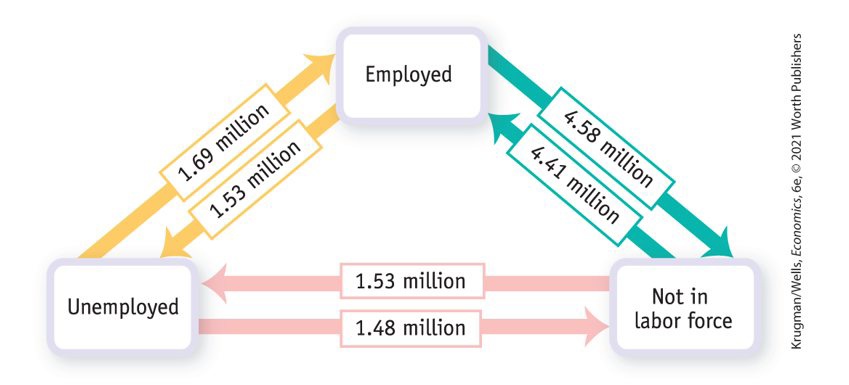 Employed
1.69 million
1.53 million
4.58 million
4.41 million
Unemployed
1.53 million
1.48 million
Not in
labor force
Krugman/Wells, Economics, 6e, © 2021 Worth Publishers